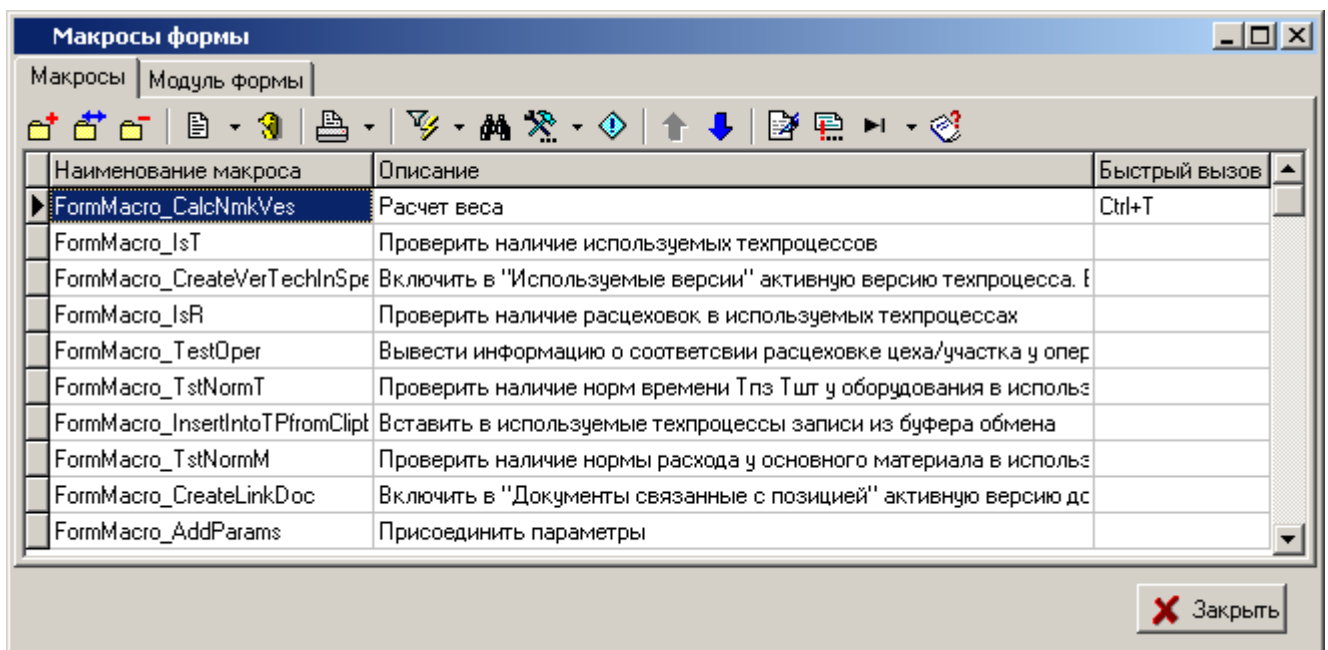 Макросы формы
Макросы Модуль формы
Наименование макроса Описание Быстрый вызов
FormMacro_CalcNmkVes Расчет веса Ctrl+T
FormMacro_IsT Проверить наличие используемых техпроцессов
FormMacro_CreateVerTechInSpe Включить в "Используемые версии" активную версию техпроцесса. Е
FormMacro_IsR Проверить наличие расцеховок в используемых техпроцессах
FormMacro_TestOper Вывести информацию о соответсвии расцеховке цеха/участка у опер
FormMacro_TstNormT Проверить наличие норм времени Тпз Тшт у оборудования в использ
FormMacro_InsertIntoTPfromClipb Вставить в используемые техпроцессы записи из буфера обмена
FormMacro_TstNormM Проверить наличие нормы расхода у основного материала в использ
FormMacro_CreateLinkDoc Включить в "Документы связанные с позицией" активную версию до
FormMacro_AddParams Присоединить параметры
Закрыть